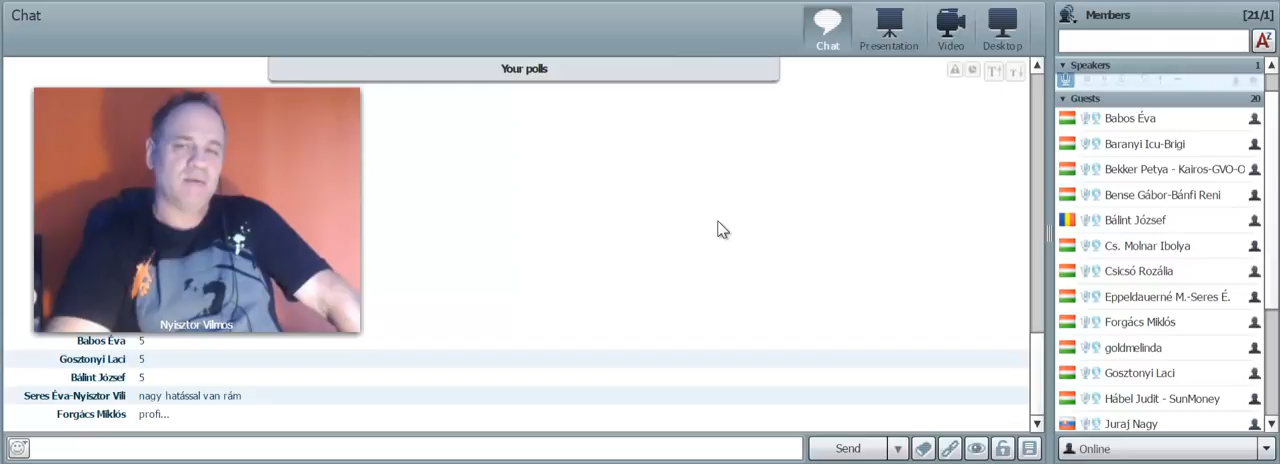 Chat
Chat
Presentation
Video
Desktop
Your polls
Nyisztor Vilmos
Babos Éva 5
Gosztonyi Laci 5
Bálint József 5
Seres Éva-Nyisztor Vili nagy hatással van rám
Forgács Miklós profi...
Send
Members [21/1]
Speakers 1
Guests 20
Babos Éva
Baranyi Icu-Brigi
Bekker Petya - Kairos-GVO-O
Bense Gábor-Bánfi Reni
Bálint József
Cs. Molnar Ibolya
Csicsó Rozália
Eppeldauerné M.-Seres É.
Forgács Miklós
goldmelinda
Gosztonyi Laci
Hábel Judit - SunMoney
Juraj Nagy
Online